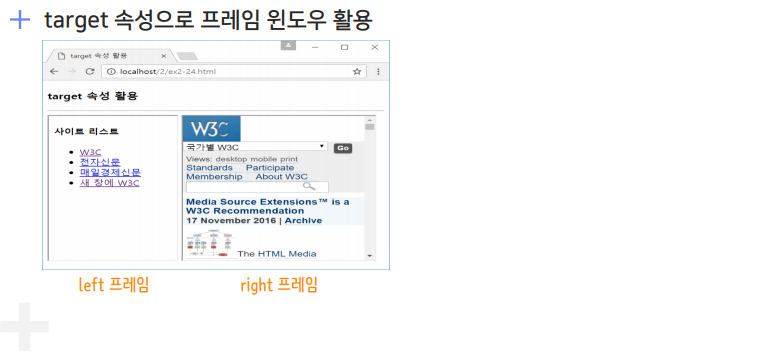 target 속성으로 프레임 윈도우 활용
target 속성 활용
localhost/2/ex2-24.html
target 속성 활용
사이트 리스트
W3C
전자신문
매일경제신문
새 창에 W3C
W3C
국가별 W3C
Go
Views: desktop mobile print
Standards Participate
Membership About W3C
Media Source Extensions™ is a
W3C Recommendation
17 November 2016 | Archive
The HTML Media
left 프레임
right 프레임